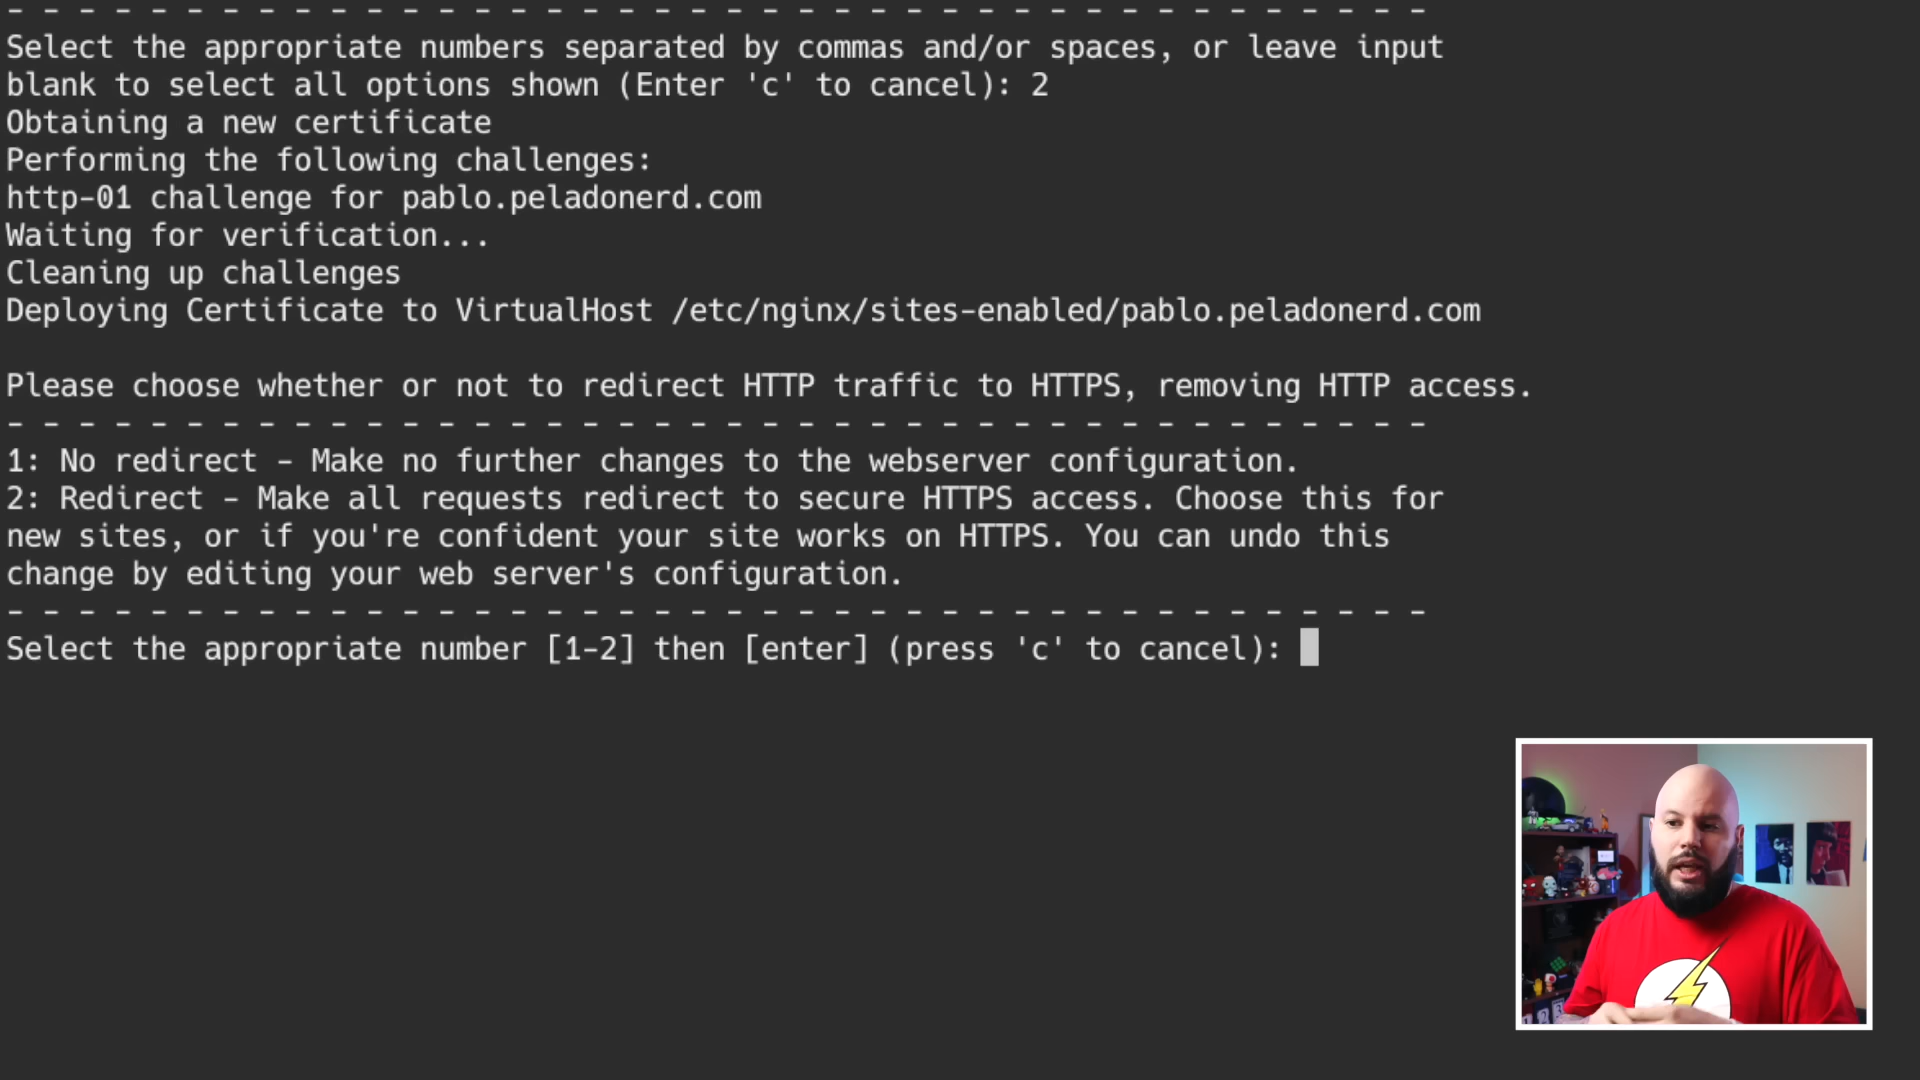 Select the appropriate numbers separated by commas and/or spaces, or leave input
blank to select all options shown (Enter 'c' to cancel): 2
Obtaining a new certificate
Performing the following challenges:
http-01 challenge for pablo.peladonerd.com
Waiting for verification...
Cleaning up challenges
Deploying Certificate to VirtualHost /etc/nginx/sites-enabled/pablo.peladonerd.com
Please choose whether or not to redirect HTTP traffic to HTTPS, removing HTTP access.
- - - - - - - - - - - - - - - - - - - - - - - - - - - - - - - - - - - - - - - -
1: No redirect - Make no further changes to the webserver configuration.
2: Redirect - Make all requests redirect to secure HTTPS access. Choose this for
new sites, or if you're confident your site works on HTTPS. You can undo this
change by editing your web server's configuration.
- - - - - - - - - - - - - - - - - - - - - - - - - - - - - - - - - - - - - - - -
Select the appropriate number [1-2] then [enter] (press 'c' to cancel):